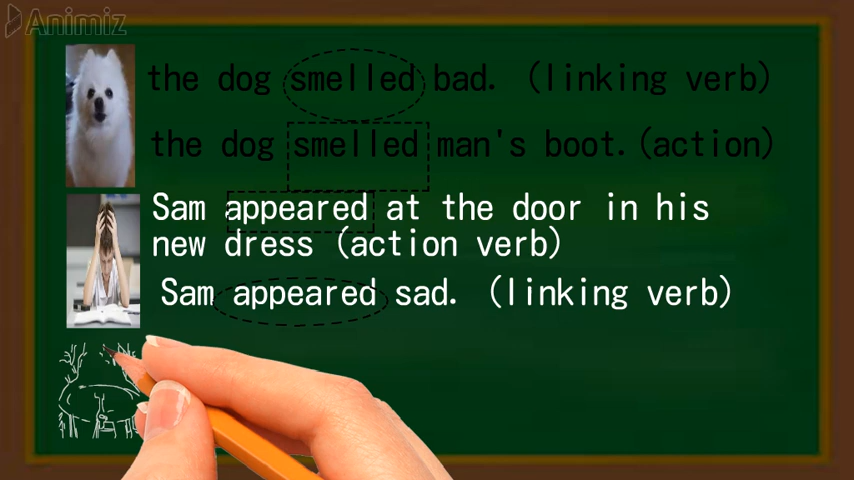 Animiz
the dog smelled bad. (linking verb)
the dog smelled man's boot.(action)
Sam appeared at the door in his
new dress (action verb)
Sam appeared sad. (linking verb)